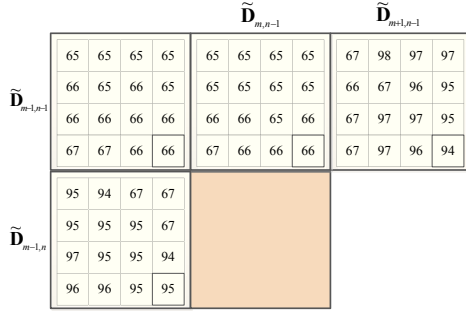 D̃m,n−1 D̃m+1,n−1
65 65 65 65 65 65 65 65 67 98 97 97
66 65 66 65 65 65 65 65 66 67 96 95
D̃m−1,n−1
66 66 66 66 66 66 65 66 67 97 97 95
67 67 66 66 67 66 66 66 67 97 96 94
95 94 67 67
95 95 95 67
D̃m−1,n
97 95 95 94
96 96 95 95